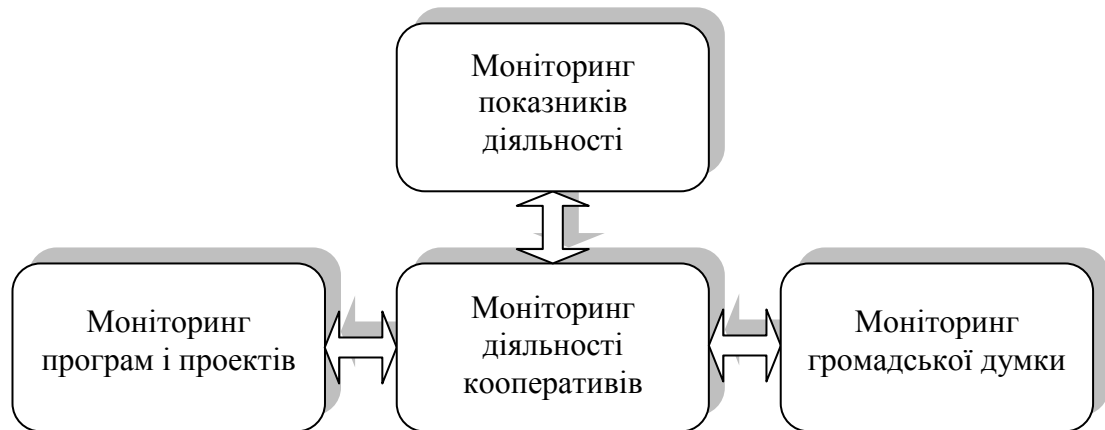 Моніторинг
показників
діяльності
Моніторинг
програм і проектів
Моніторинг
діяльності
кооперативів
Моніторинг
громадської думки